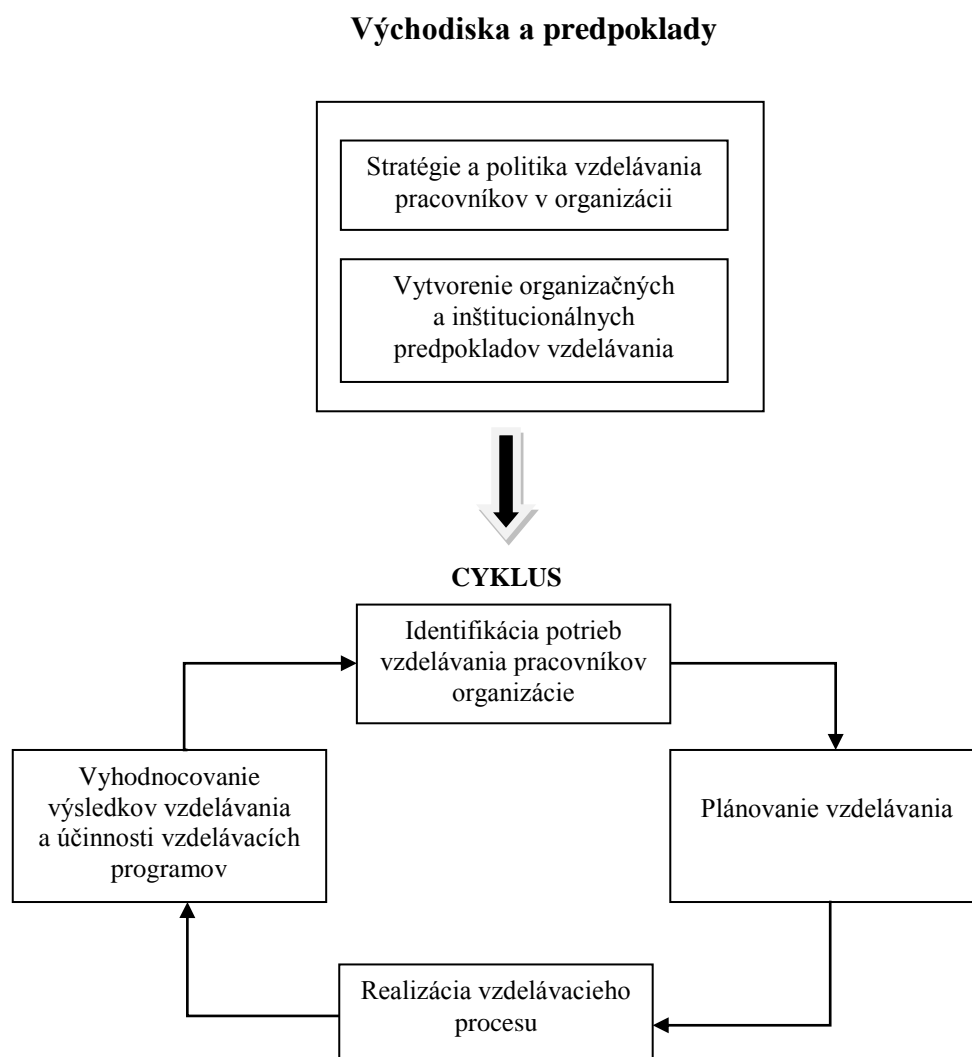 Východiska a predpoklady
Stratégie a politika vzdelávania
pracovníkov v organizácii
Vytvorenie organizačných
a inštitucionálnych
predpokladov vzdelávania
CYKLUS
Identifikácia potrieb
vzdelávania pracovníkov
organizácie
Plánovanie vzdelávania
Realizácia vzdelávacieho
procesu
Vyhodnocovanie
výsledkov vzdelávania
a účinnosti vzdelávacích
programov